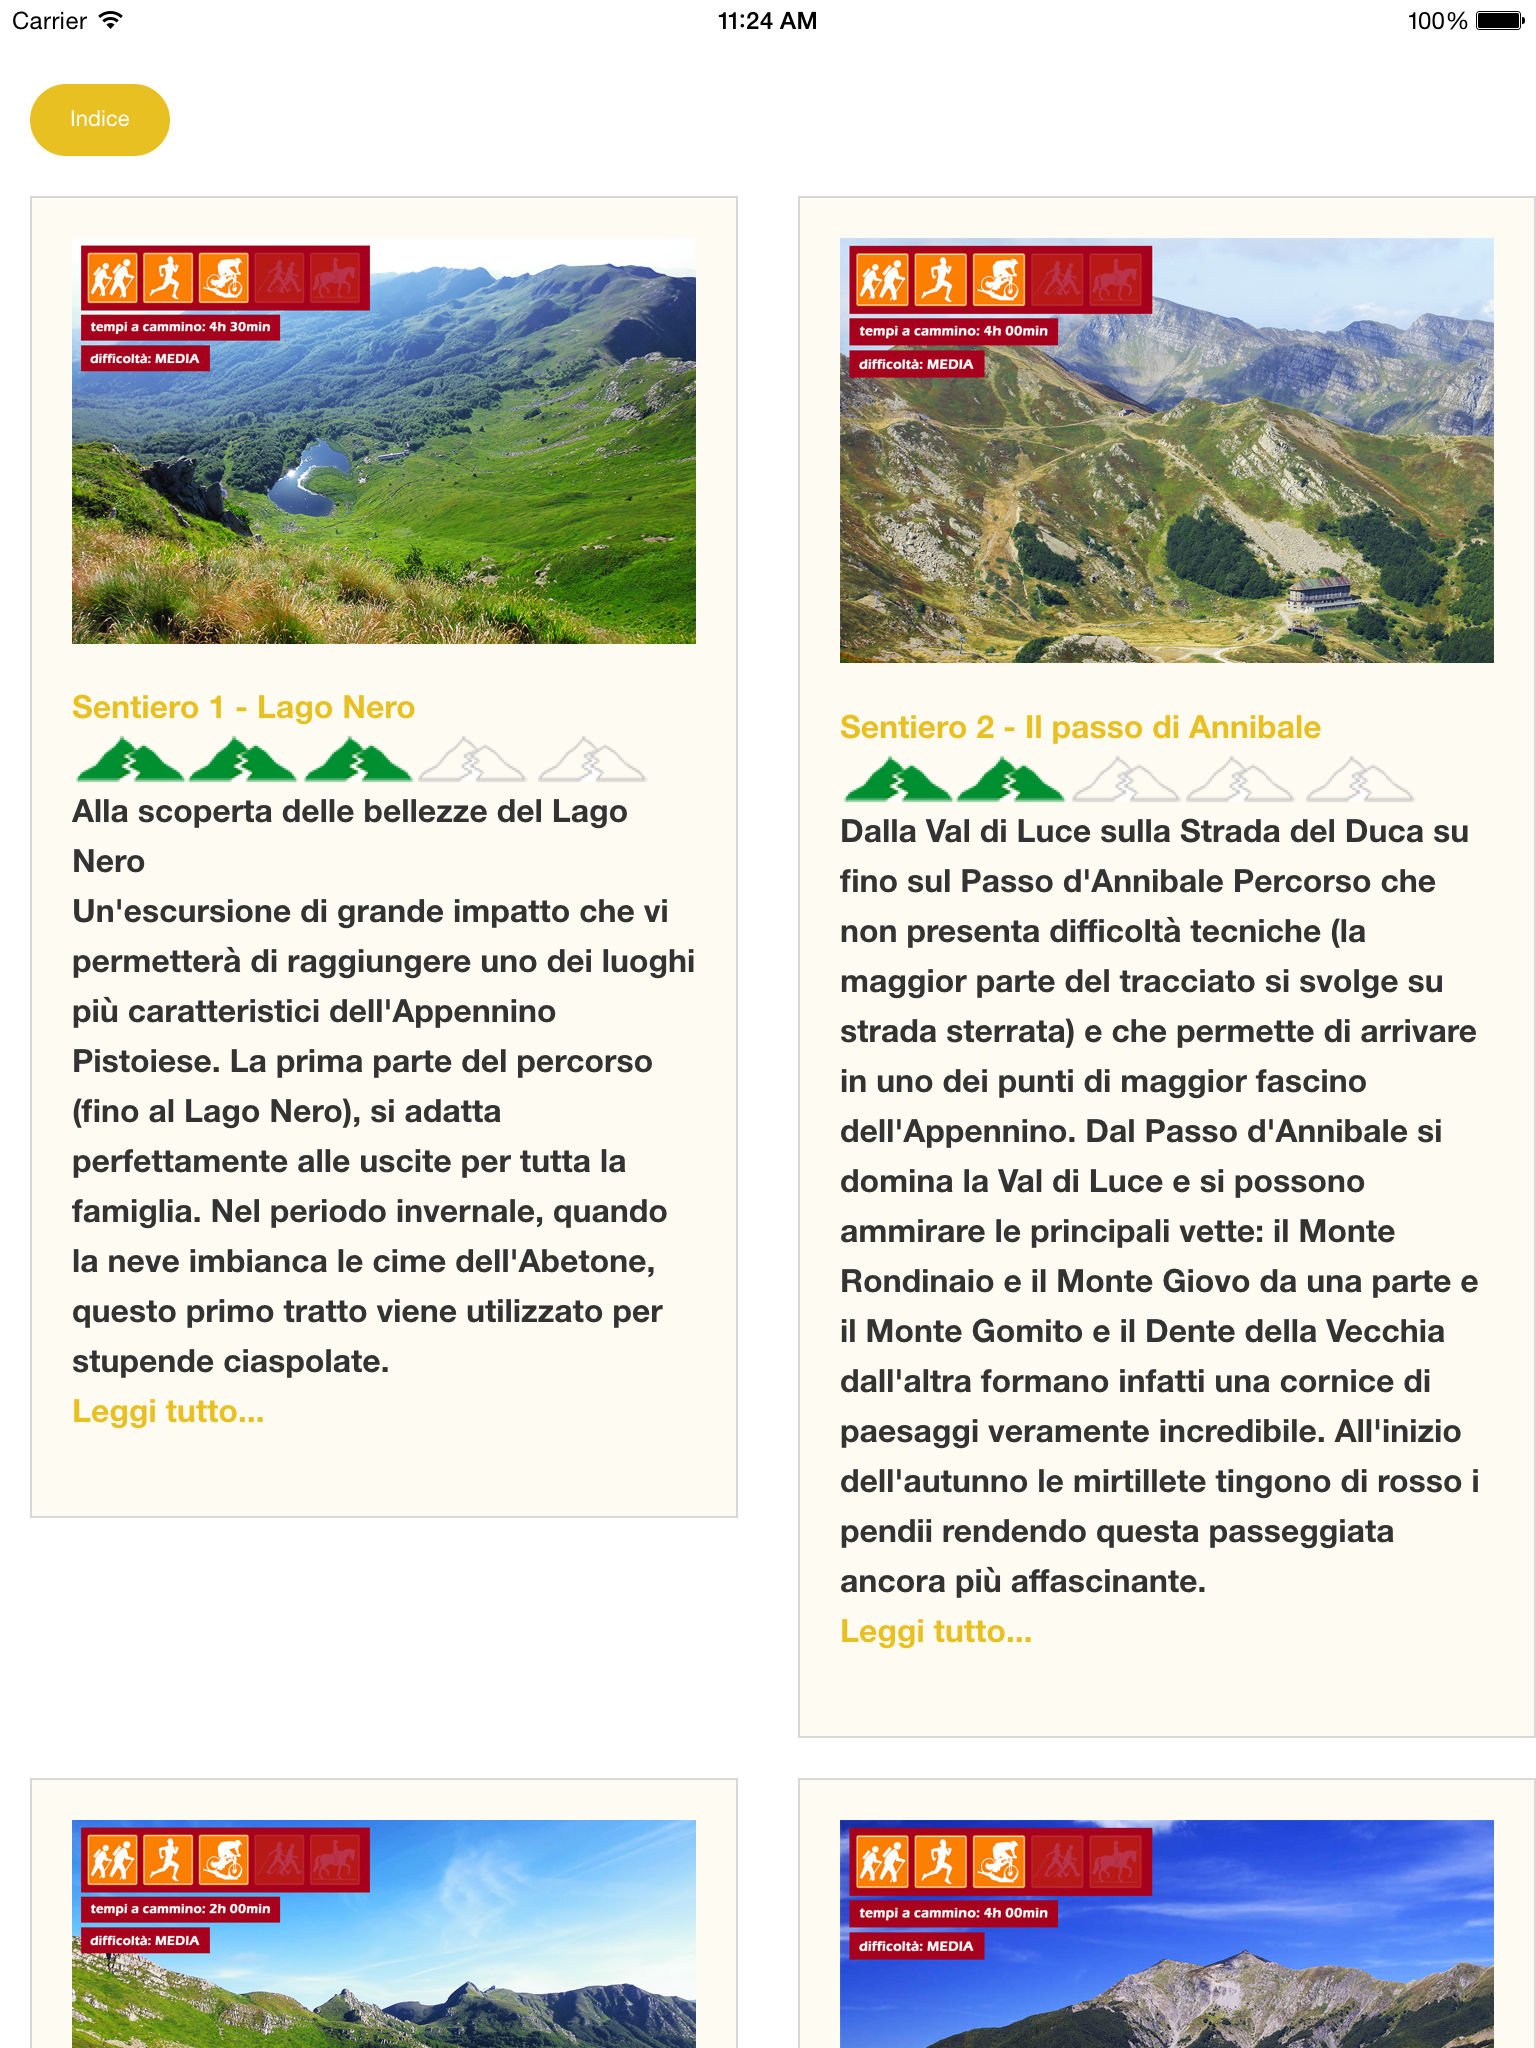 Carrier
11:24 AM
100%
Indice
tempi a cammino: 4h 30min
difficoltà: MEDIA
Sentiero 1 - Lago Nero
Alla scoperta delle bellezze del Lago
Nero
Un'escursione di grande impatto che vi
permetterà di raggiungere uno dei luoghi
più caratteristici dell'Appennino
Pistoiese. La prima parte del percorso
(fino al Lago Nero), si adatta
perfettamente alle uscite per tutta la
famiglia. Nel periodo invernale, quando
la neve imbianca le cime dell'Abetone,
questo primo tratto viene utilizzato per
stupende ciaspolate.
Leggi tutto...
tempi a cammino: 4h 00min
difficoltà: MEDIA
Sentiero 2 - Il passo di Annibale
Dalla Val di Luce sulla Strada del Duca su
fino sul Passo d'Annibale Percorso che
non presenta difficoltà tecniche (la
maggior parte del tracciato si svolge su
strada sterrata) e che permette di arrivare
in uno dei punti di maggior fascino
dell'Appennino. Dal Passo d'Annibale si
domina la Val di Luce e si possono
ammirare le principali vette: il Monte
Rondinaio e il Monte Giovo da una parte e
il Monte Gomito e il Dente della Vecchia
dall'altra formano infatti una cornice di
paesaggi veramente incredibile. All'inizio
dell'autunno le mirtillete tingono di rosso i
pendii rendendo questa passeggiata
ancora più affascinante.
Leggi tutto...
tempi a cammino: 2h 00min
difficoltà: MEDIA
tempi a cammino: 4h 00min
difficoltà: MEDIA